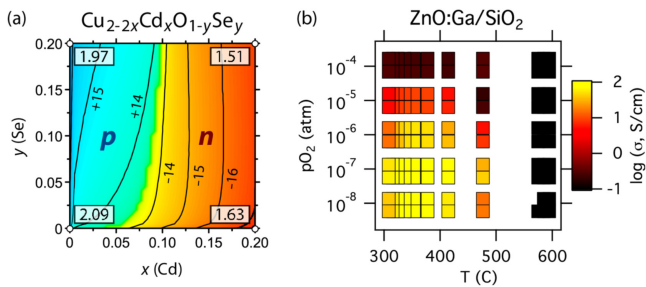 (a)
Cu₂₋₂ₓCdₓO₁₋ySey
0.20
0.15
0.10
0.05
0
y (Se)
1.97
1.51
+15
+14
p
n
-14
-15
-16
2.09
1.63
0
0.05
0.10
0.15
0.20
x (Cd)
(b)
ZnO:Ga/SiO₂
10⁻⁴
10⁻⁵
10⁻⁶
10⁻⁷
10⁻⁸
pO₂ (atm)
300
400
500
600
T (C)
2
1
0
-1
log (σ, S/cm)